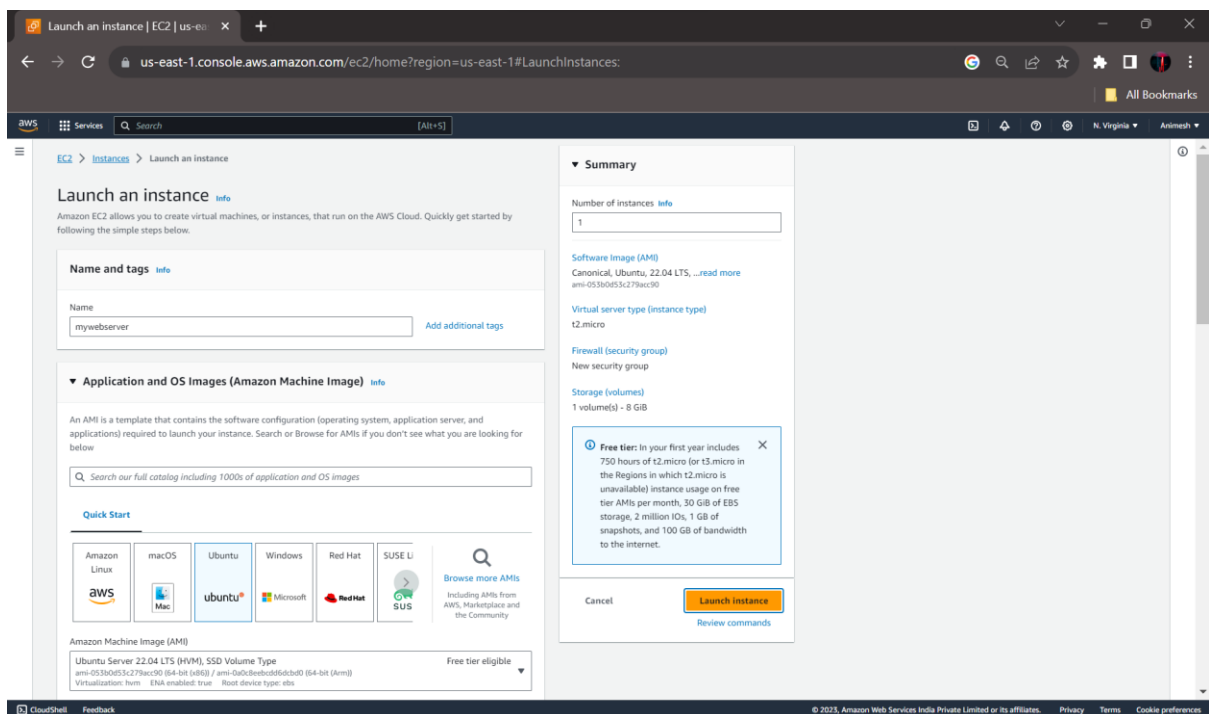 Launch an instance | EC2 | us-ea
us-east-1.console.aws.amazon.com/ec2/home?region=us-east-1#LaunchInstances:
All Bookmarks
aws Services Search [Alt+S] N. Virginia Animesh
EC2 > Instances > Launch an instance
Launch an instance Info
Amazon EC2 allows you to create virtual machines, or instances, that run on the AWS Cloud. Quickly get started by
following the simple steps below.
Name and tags Info
Name
mywebserver
Add additional tags
Application and OS Images (Amazon Machine Image) Info
An AMI is a template that contains the software configuration (operating system, application server, and
applications) required to launch your instance. Search or Browse for AMIs if you don't see what you are looking for
below
Search our full catalog including 1000s of application and OS images
Quick Start
Amazon
Linux
aws
macOS
Mac
Ubuntu
ubuntu
Windows
Microsoft
Red Hat
Red Hat
SUSE Li
SUS
Browse more AMIs
Including AMIs from
AWS, Marketplace and
the Community
Amazon Machine Image (AMI)
Ubuntu Server 22.04 LTS (HVM), SSD Volume Type
Free tier eligible
ami-053b0d53c279acc90 (64-bit (x86)) / ami-0a0c8eebcdd6dcbd0 (64-bit (Arm))
Virtualization: hvm ENA enabled: true Root device type: ebs
Summary
Number of instances Info
1
Software Image (AMI)
Canonical, Ubuntu, 22.04 LTS, ...read more
ami-053b0d53c279acc90
Virtual server type (instance type)
t2.micro
Firewall (security group)
New security group
Storage (volumes)
1 volume(s) - 8 GiB
Free tier: In your first year includes
750 hours of t2.micro (or t3.micro in
the Regions in which t2.micro is
unavailable) instance usage on free
tier AMIs per month, 30 GiB of EBS
storage, 2 million IOs, 1 GB of
snapshots, and 100 GB of bandwidth
to the internet.
Cancel
Launch instance
Review commands
CloudShell Feedback © 2023, Amazon Web Services India Private Limited or its affiliates. Privacy Terms Cookie preferences